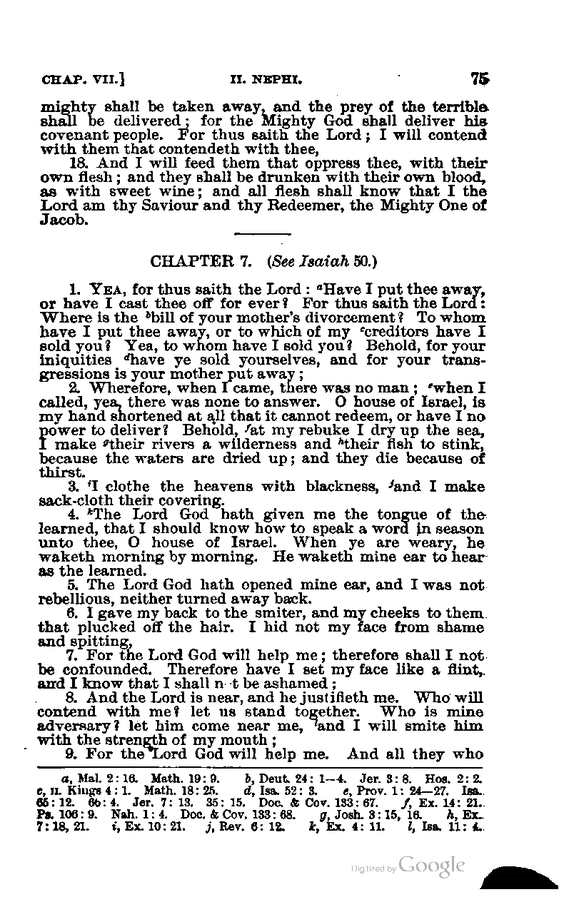 CHAP. VII.] II. NEPHI. 75
mighty shall be taken away, and the prey of the terrible
shall be delivered; for the Mighty God shall deliver his
covenant people. For thus saith the Lord; I will contend
with them that contendeth with thee,
18. And I will feed them that oppress thee, with their
own flesh; and they shall be drunken with their own blood,
as with sweet wine; and all flesh shall know that I the
Lord am thy Saviour and thy Redeemer, the Mighty One of
Jacob.
CHAPTER 7. (See Isaiah 50.)
1. YEA, for thus saith the Lord: aHave I put thee away,
or have I cast thee off for ever? For thus saith the Lord:
Where is the bbill of your mother's divorcement? To whom
have I put thee away, or to which of my ccreditors have I
sold you? Yea, to whom have I sold you? Behold, for your
iniquities dhave ye sold yourselves, and for your trans-
gressions is your mother put away;
2. Wherefore, when I came, there was no man; ewhen I
called, yea, there was none to answer. O house of Israel, is
my hand shortened at all that it cannot redeem, or have I no
power to deliver? Behold, fat my rebuke I dry up the sea,
I make gtheir rivers a wilderness and htheir fish to stink,
because the waters are dried up; and they die because of
thirst.
3. iI clothe the heavens with blackness, jand I make
sack-cloth their covering.
4. kThe Lord God hath given me the tongue of the
learned, that I should know how to speak a word in season
unto thee, O house of Israel. When ye are weary, he
waketh morning by morning. He waketh mine ear to hear
as the learned.
5. The Lord God hath opened mine ear, and I was not
rebellious, neither turned away back.
6. I gave my back to the smiter, and my cheeks to them
that plucked off the hair. I hid not my face from shame
and spitting,
7. For the Lord God will help me; therefore shall I not
be confounded. Therefore have I set my face like a flint,
and I know that I shall n t be ashamed;
8. And the Lord is near, and he justifieth me. Who will
contend with me? let us stand together. Who is mine
adversary? let him come near me, land I will smite him
with the strength of my mouth;
9. For the Lord God will help me. And all they who
a, Mal. 2: 16. Math. 19: 9. b, Deut. 24: 1—4. Jer. 3: 8. Hos. 2: 2.
c, II. Kings 4: 1. Math. 18: 25. d, Isa. 52: 3. e, Prov. 1: 24—27. Isa.
65: 12. 66: 4. Jer. 7: 13. 35: 15. Doc. & Cov. 133: 67. f, Ex. 14: 21.
Ps. 106: 9. Nah. 1: 4. Doc. & Cov. 133: 68. g, Josh. 3: 15, 16. h, Ex.
7: 18, 21. i, Ex. 10: 21. j, Rev. 6: 12. k, Ex. 4: 11. l, Isa. 11: 4.
Digitized by Google